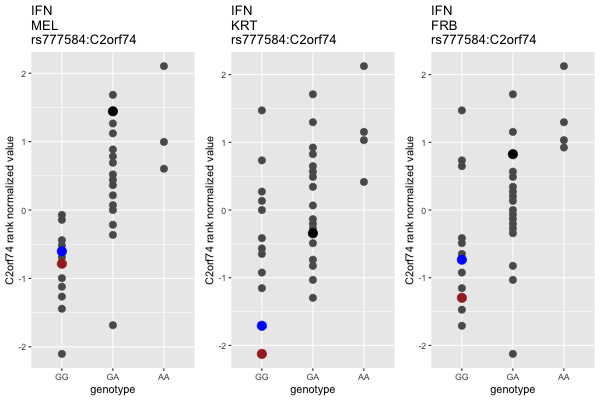 IFN
MEL
rs777584:C2orf74
C2orf74 rank normalized value
2
1
0
-1
-2
GG
GA
AA
genotype
IFN
KRT
rs777584:C2orf74
C2orf74 rank normalized value
2
1
0
-1
-2
GG
GA
AA
genotype
IFN
FRB
rs777584:C2orf74
C2orf74 rank normalized value
2
1
0
-1
-2
GG
GA
AA
genotype